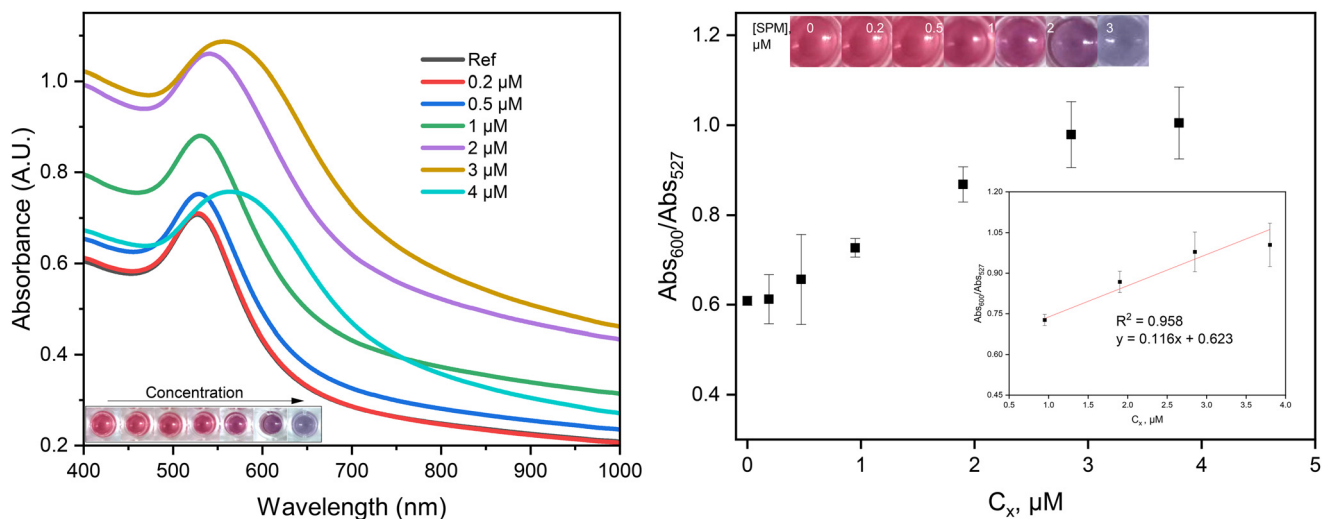 Absorbance (A.U.)
1.0
0.8
0.6
0.4
0.2
Ref
0.2 µM
0.5 µM
1 µM
2 µM
3 µM
4 µM
Concentration
400 500 600 700 800 900 1000
Wavelength (nm)
Abs600/Abs527
1.2
1.0
0.8
0.6
0.4
[SPM], 0 0.2 0.5 1 2 3
µM
Abs600/Abs527
1.20
1.05
0.90
0.75
0.60
0.45
R² = 0.958
y = 0.116x + 0.623
0.5 1.0 1.5 2.0 2.5 3.0 3.5 4.0
Cx, µM
0 1 2 3 4 5
Cx, µM